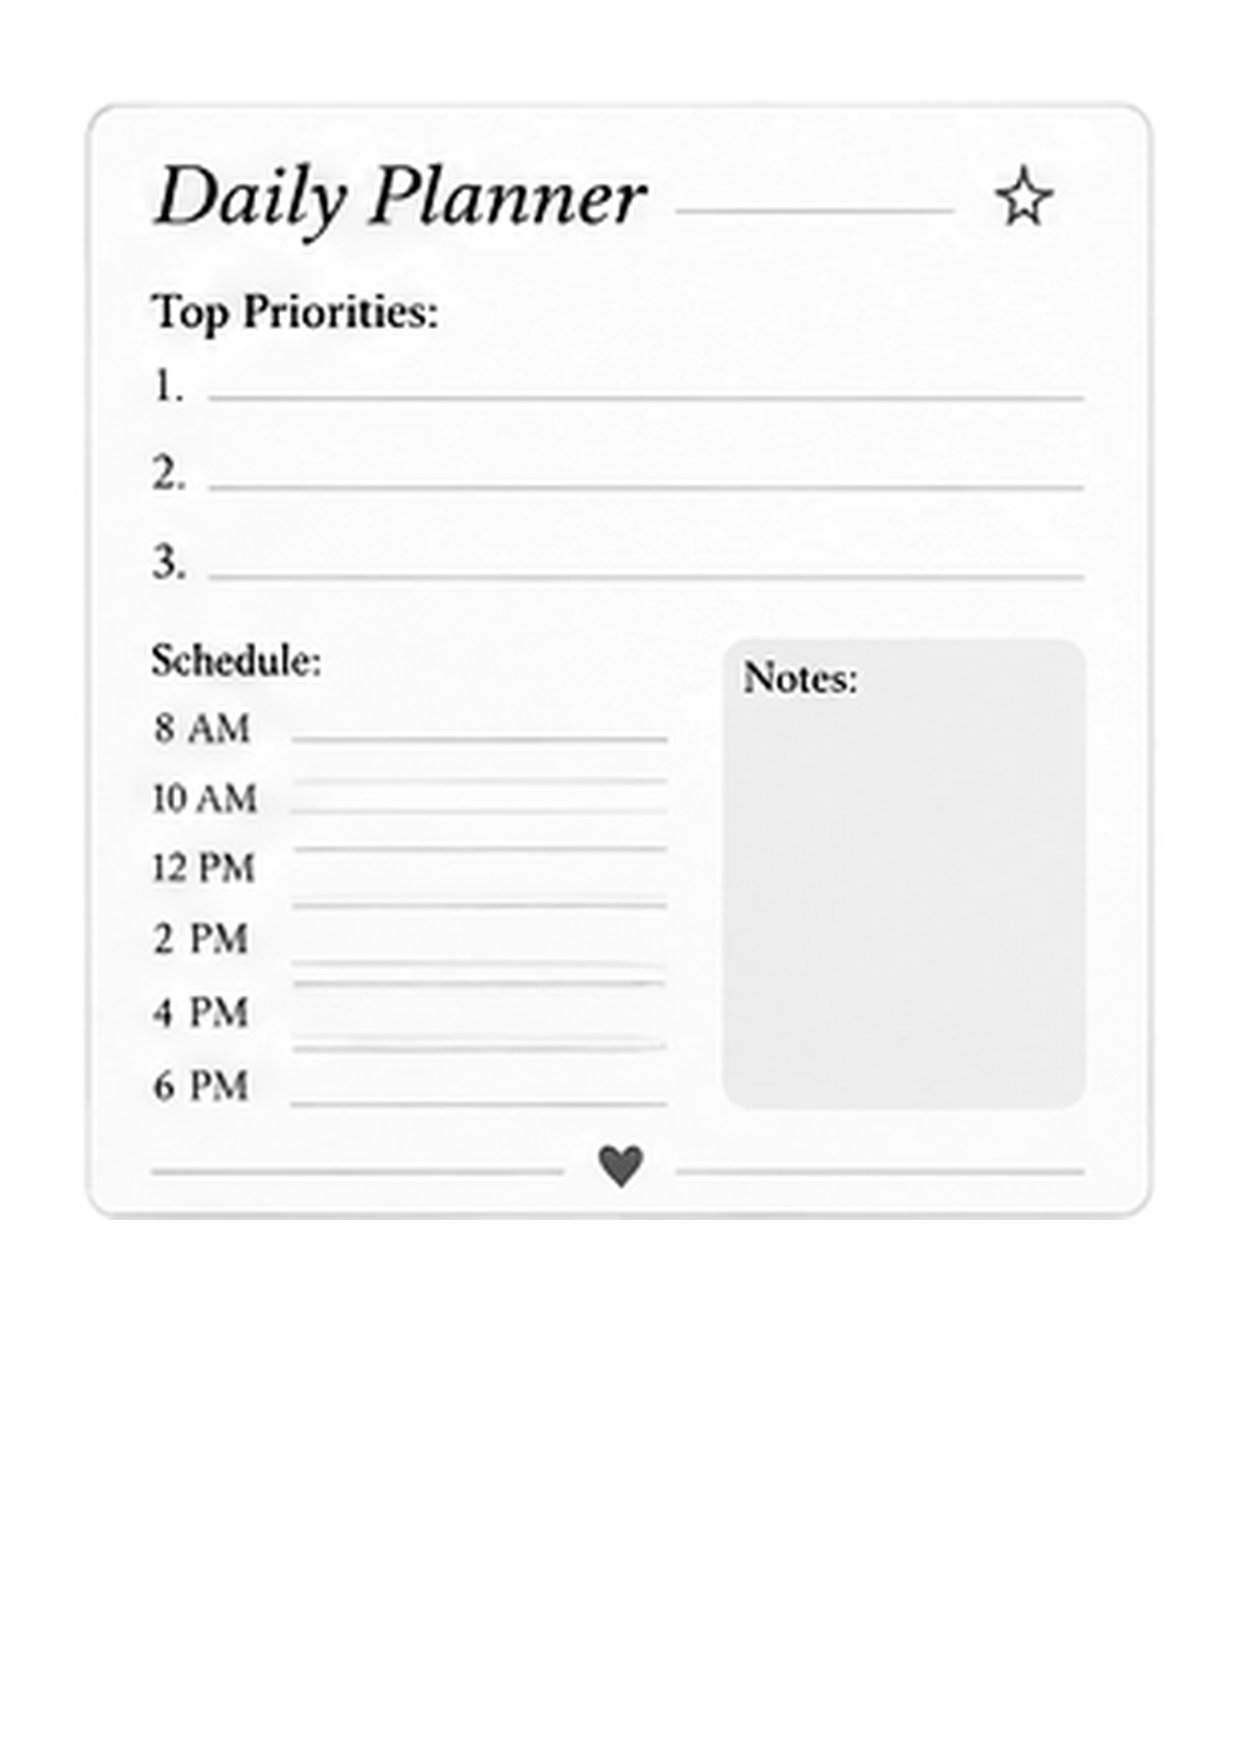 Daily Planner
Top Priorities:
1.
2.
3.
Schedule:
8 AM
10 AM
12 PM
2 PM
4 PM
6 PM
Notes: